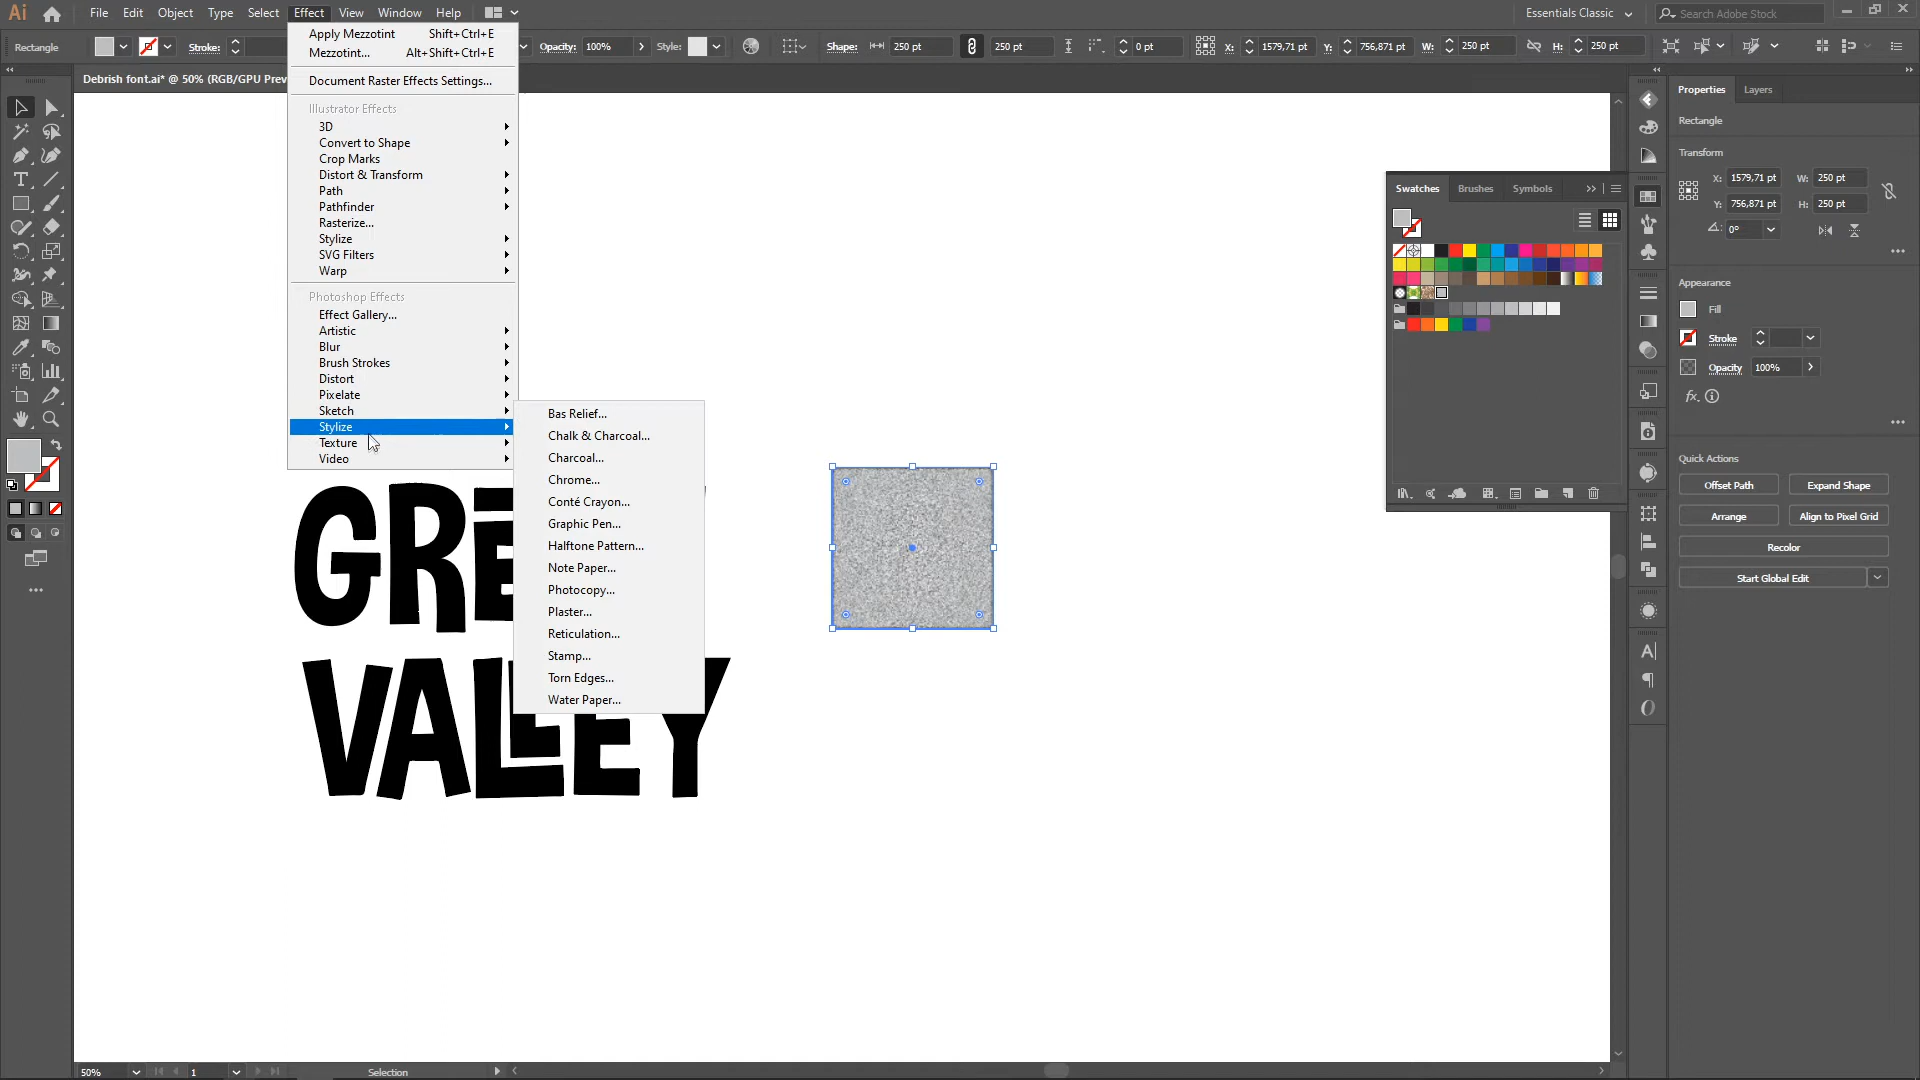 Ai File Edit Object Type Select Effect View Window Help Essentials Classic Search Adobe Stock
Rectangle Stroke: Opacity: 100% Style: Shape: 250 pt 250 pt 0 pt X: 1579,71 pt Y: 756,871 pt W: 250 pt H: 250 pt
Debrish font.ai* @ 50% (RGB/GPU Prev
Apply Mezzotint Shift+Ctrl+E
Mezzotint... Alt+Shift+Ctrl+E
Document Raster Effects Settings...
Illustrator Effects
3D
Convert to Shape
Crop Marks
Distort & Transform
Path
Pathfinder
Rasterize...
Stylize
SVG Filters
Warp
Photoshop Effects
Effect Gallery...
Artistic
Blur
Brush Strokes
Distort
Pixelate
Sketch
Stylize
Texture
Video
Bas Relief...
Chalk & Charcoal...
Charcoal...
Chrome...
Conté Crayon...
Graphic Pen...
Halftone Pattern...
Note Paper...
Photocopy...
Plaster...
Reticulation...
Stamp...
Torn Edges...
Water Paper...
GRE
VALLEY
Swatches Brushes Symbols
Properties Layers
Rectangle
Transform
X: 1579,71 pt W: 250 pt
Y: 756,871 pt H: 250 pt
0°
Appearance
Fill
Stroke
Opacity 100%
fx
Quick Actions
Offset Path Expand Shape
Arrange Align to Pixel Grid
Recolor
Start Global Edit
50% 1 Selection